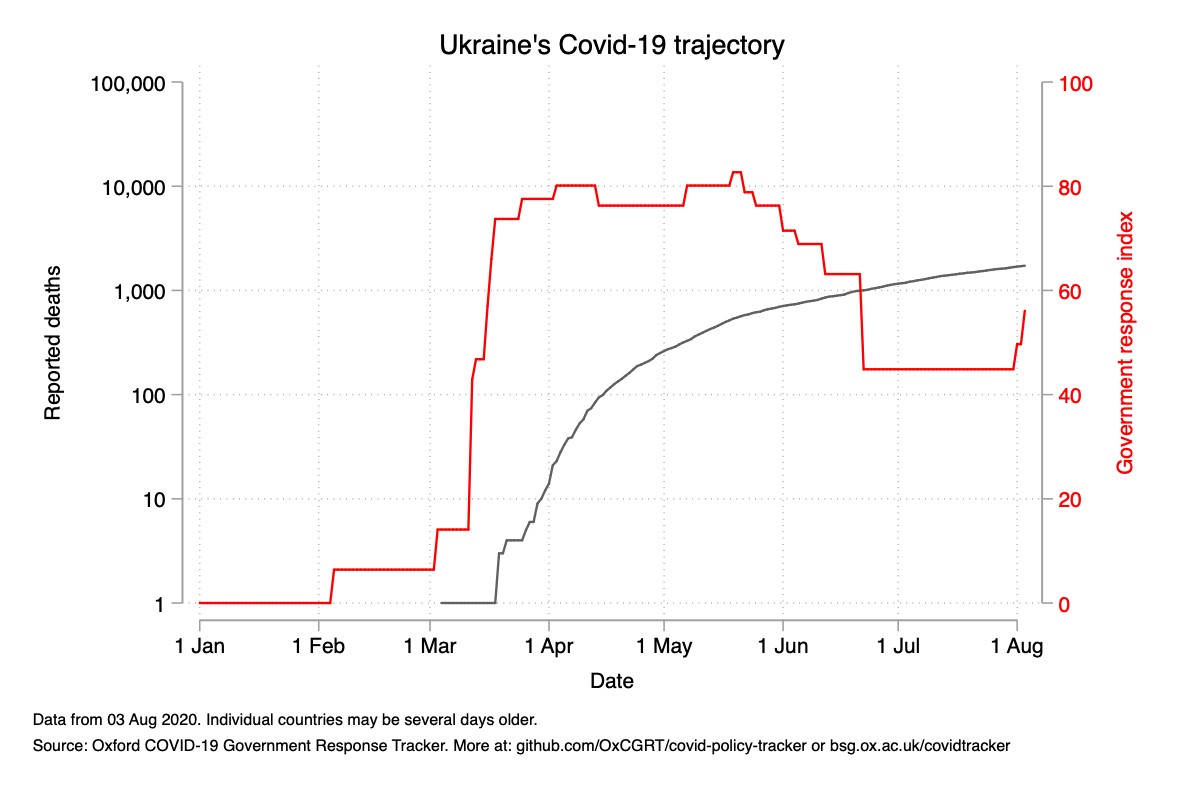 Ukraine's Covid-19 trajectory
100,000
10,000
1,000
100
10
1
Reported deaths
100
80
60
40
20
0
Government response index
1 Jan 1 Feb 1 Mar 1 Apr 1 May 1 Jun 1 Jul 1 Aug
Date
Data from 03 Aug 2020. Individual countries may be several days older.
Source: Oxford COVID-19 Government Response Tracker. More at: github.com/OxCGRT/covid-policy-tracker or bsg.ox.ac.uk/covidtracker